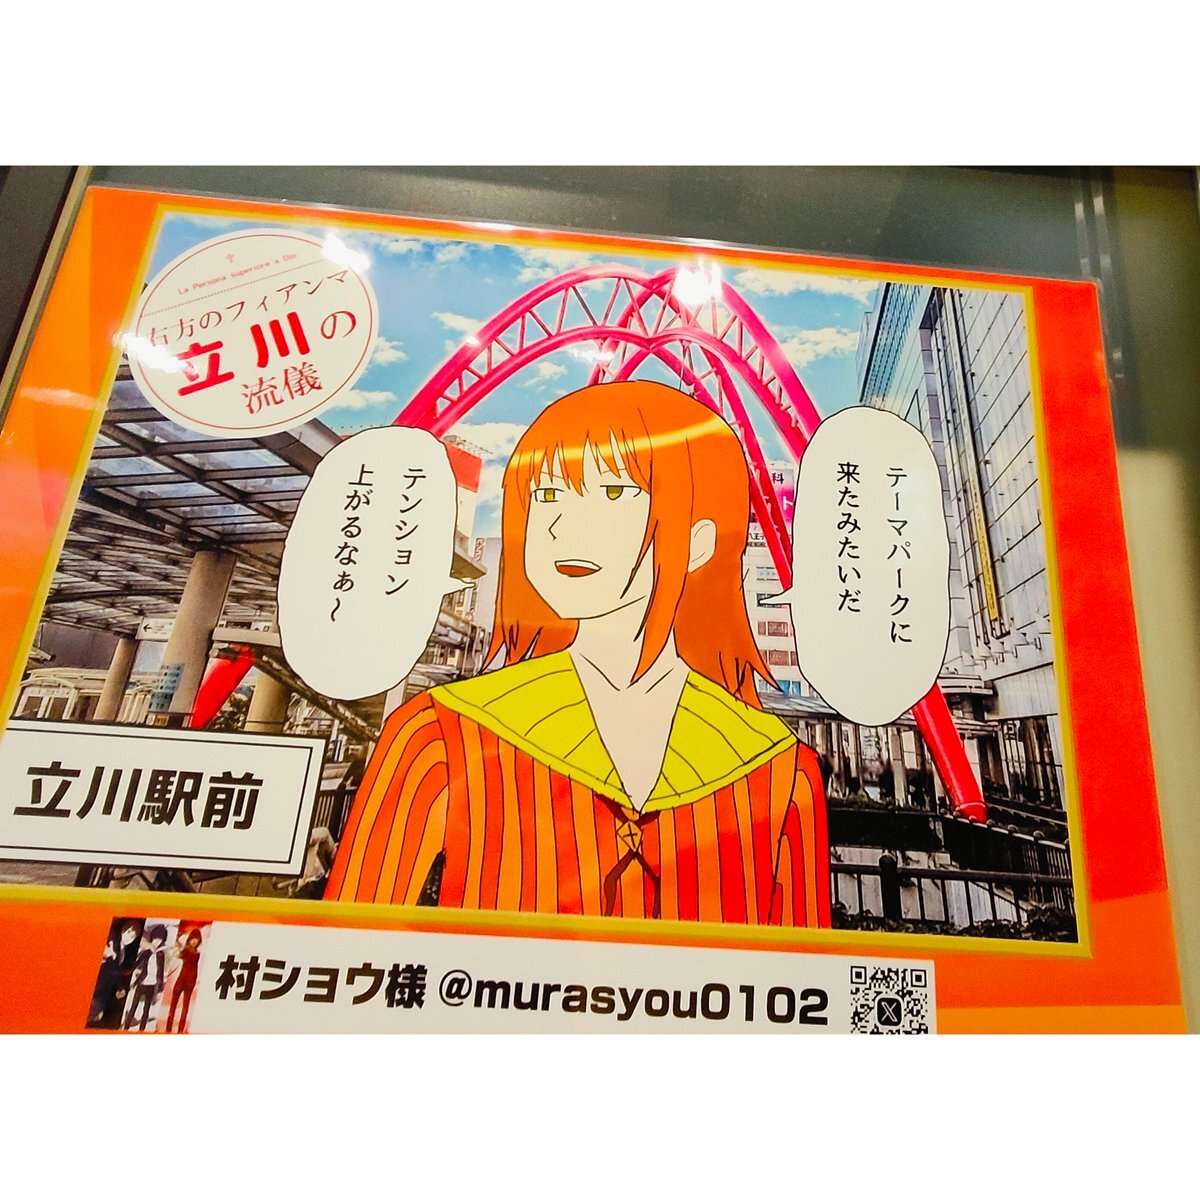 La Persona superiore a Dio
右方のフィアンマ
立川の
流儀
テーマパークに
来たみたいだ
テンション
上がるなぁ～
立川駅前
村ショウ様 @murasyou0102